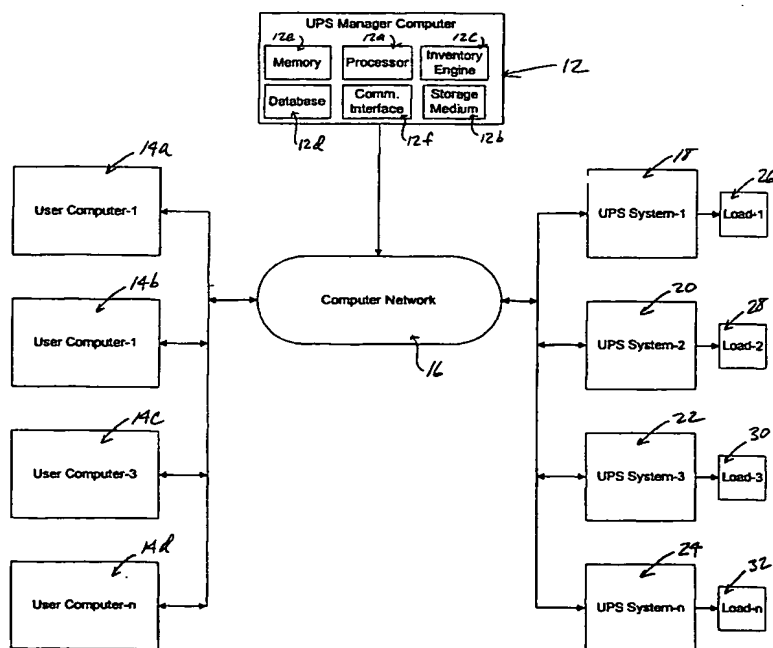 UPS Manager Computer
12e 12a 12c
Memory Processor Inventory Engine
12
Database Comm. Interface Storage Medium
12d 12f 12b
14a
User Computer-1
14b
User Computer-1
14c
User Computer-3
14d
User Computer-n
Computer Network
16
18 26
UPS System-1 Load-1
20 28
UPS System-2 Load-2
22 30
UPS System-3 Load-3
24 32
UPS System-n Load-n